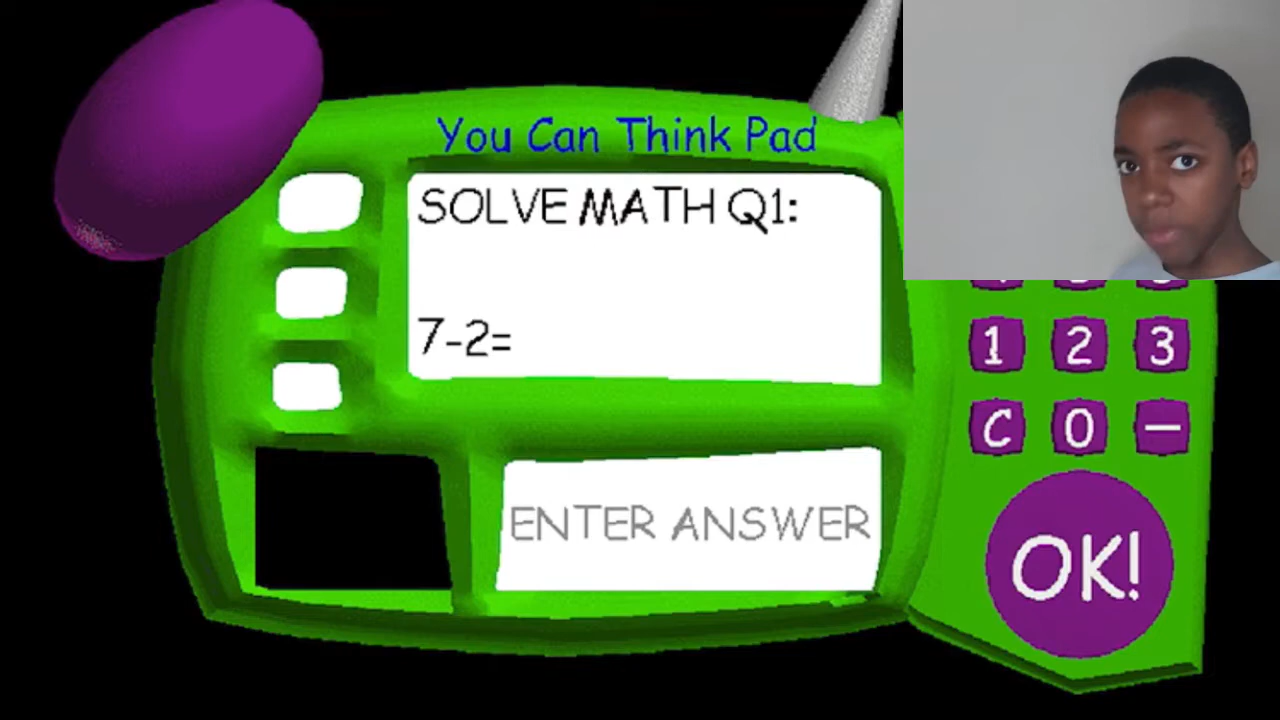 You Can Think Pad
SOLVE MATH Q1:
7-2=
1 2 3
C 0 –
ENTER ANSWER
OK!